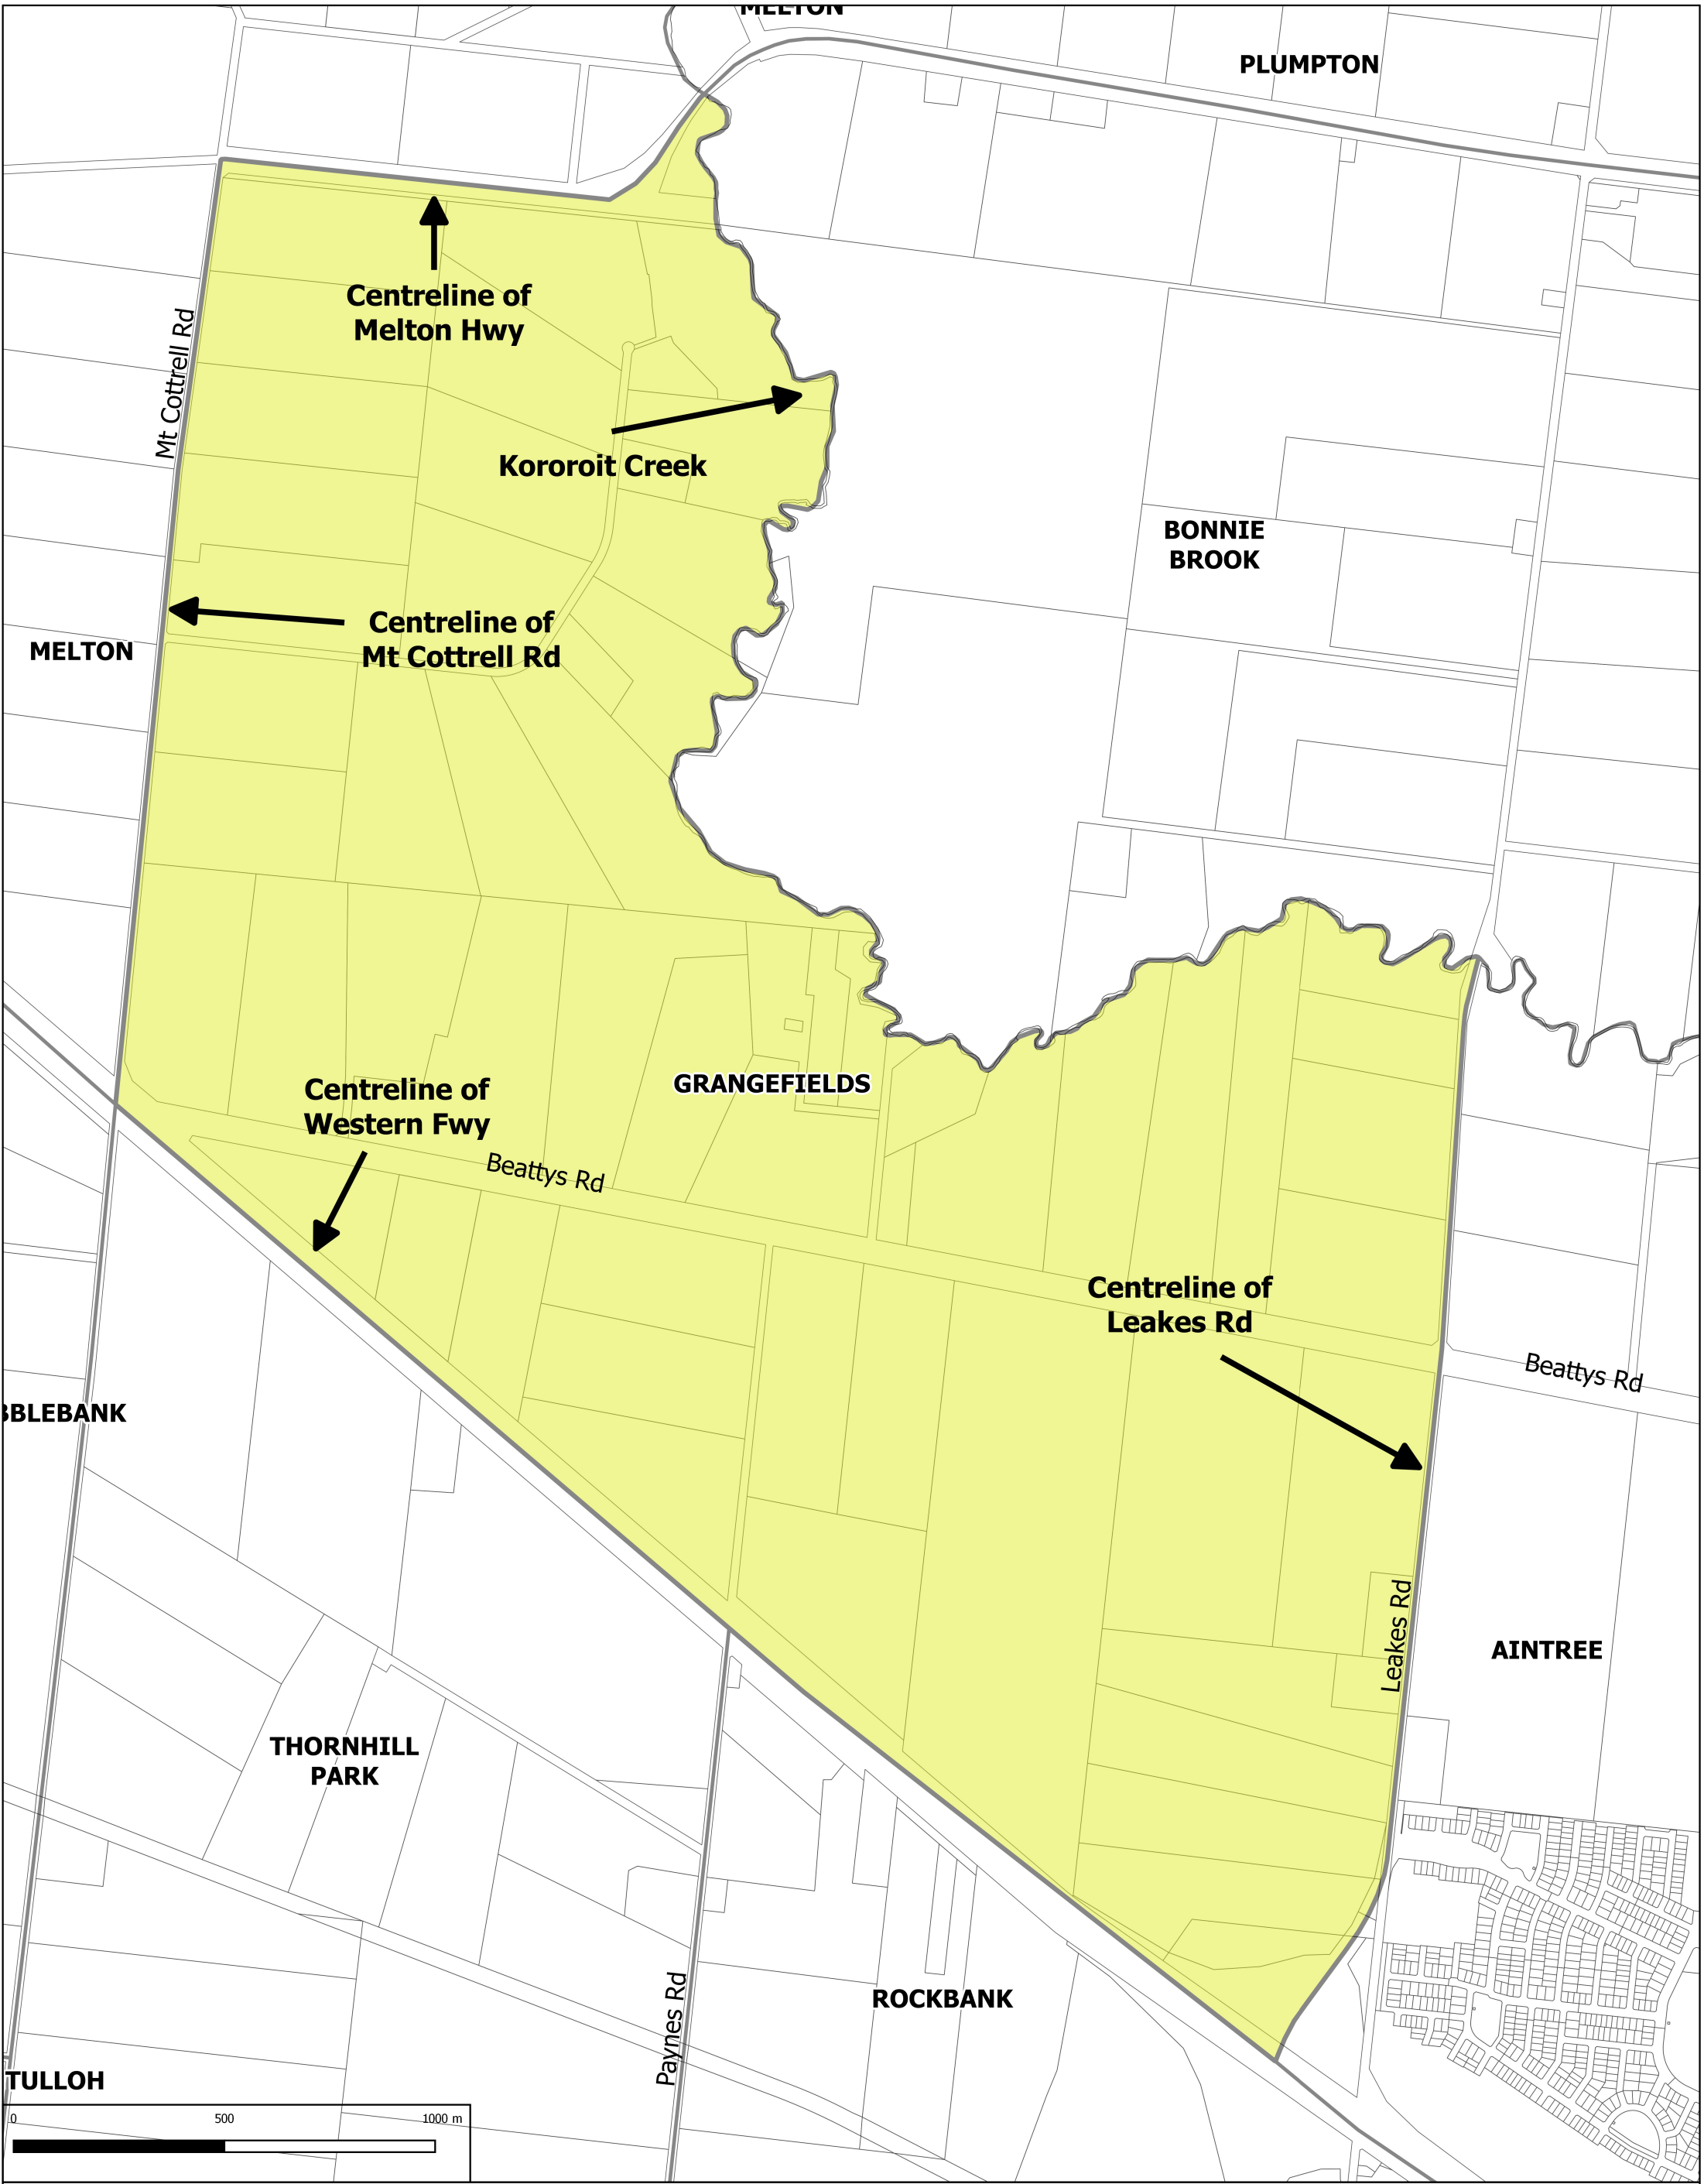 MELTON
PLUMPTON
Centreline of
Melton Hwy
Mt Cottrell Rd
Kororoit Creek
BONNIE
BROOK
Centreline of
Mt Cottrell Rd
MELTON
GRANGEFIELDS
Centreline of
Western Fwy
Beattys Rd
Centreline of
Leakes Rd
Beattys Rd
BBLEBANK
Leakes Rd
AINTREE
THORNHILL
PARK
ROCKBANK
Paynes Rd
TULLOH
0 500 1000 m